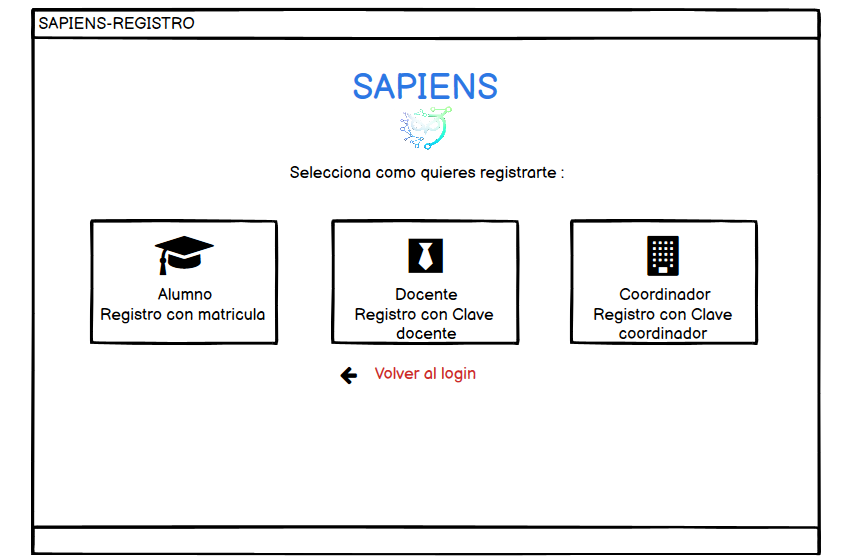 SAPIENS-REGISTRO
SAPIENS
Selecciona como quieres registrarte :
Alumno
Registro con matricula
Docente
Registro con Clave
docente
Coordinador
Registro con Clave
coordinador
Volver al login